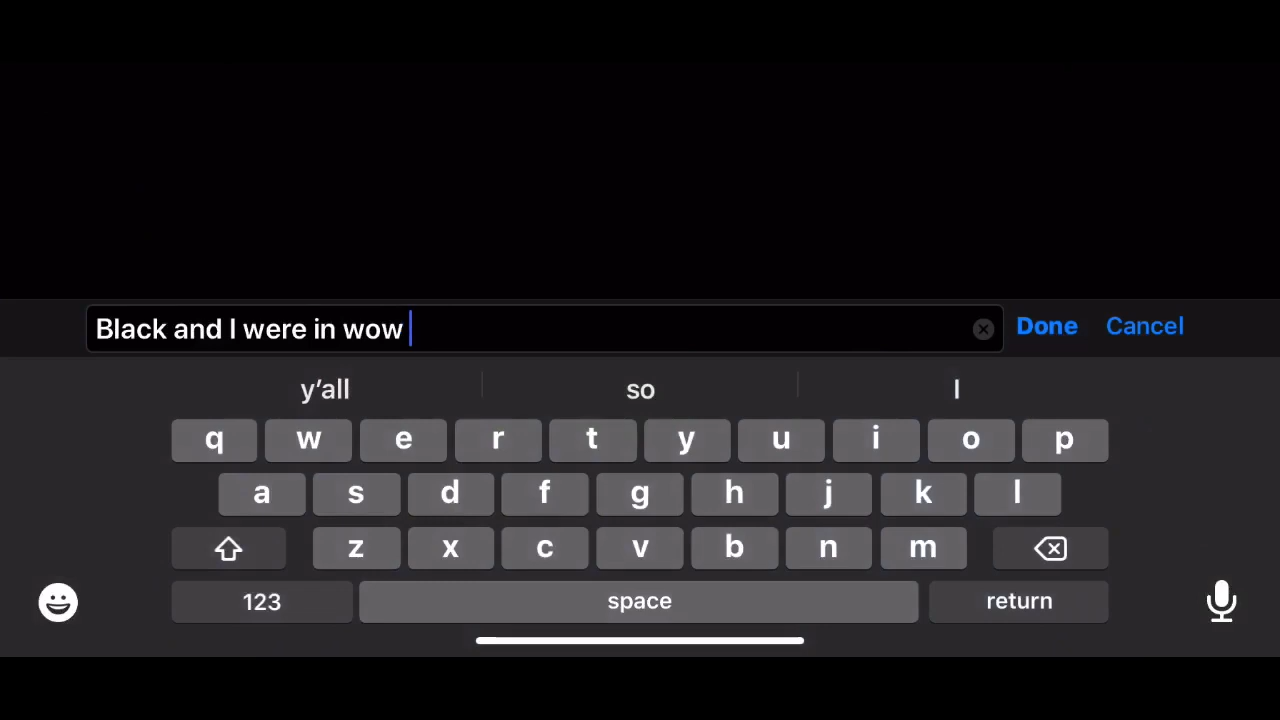 Black and I were in wow
Done Cancel
y’all so I
q w e r t y u i o p
a s d f g h j k l
z x c v b n m
123 space return